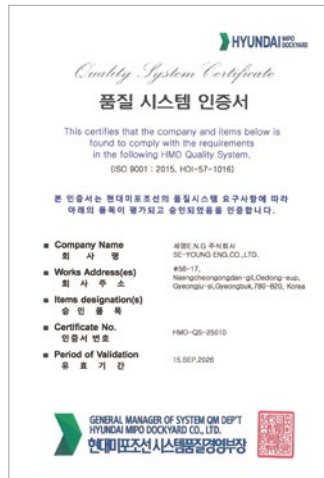 HYUNDAI MIPO DOCKYARD
Quality System Certificate
품질 시스템 인증서
This certifies that the company and items below is
found to comply with the requirements
in the following HMD Quality System.
(ISO 9001 : 2015, HOI-57-1016)
본 인증서는 현대미포조선의 품질시스템 요구사항에 따라
아래의 품목이 평가되고 승인되었음을 인증합니다.
■ Company Name 세영E.N.G 주식회사
회 사 명 SE-YOUNG ENG.CO.,LTD.
■ Works Address(es) #56-17,
회 사 주 소 Naengcheongongdan-gil,Oedong-eup,
Gyeongju-si,Gyeongbuk,780-820, Korea
■ Items designation(s)
승 인 품 목
■ Certificate No. HMD-QS-25010
인증서 번호
■ Period of Validation 15.SEP.2026
유 효 기 간
GENERAL MANAGER OF SYSTEM QM DEP'T
HYUNDAI MIPO DOCKYARD CO., LTD.
현대미포조선 시스템품질경영부장